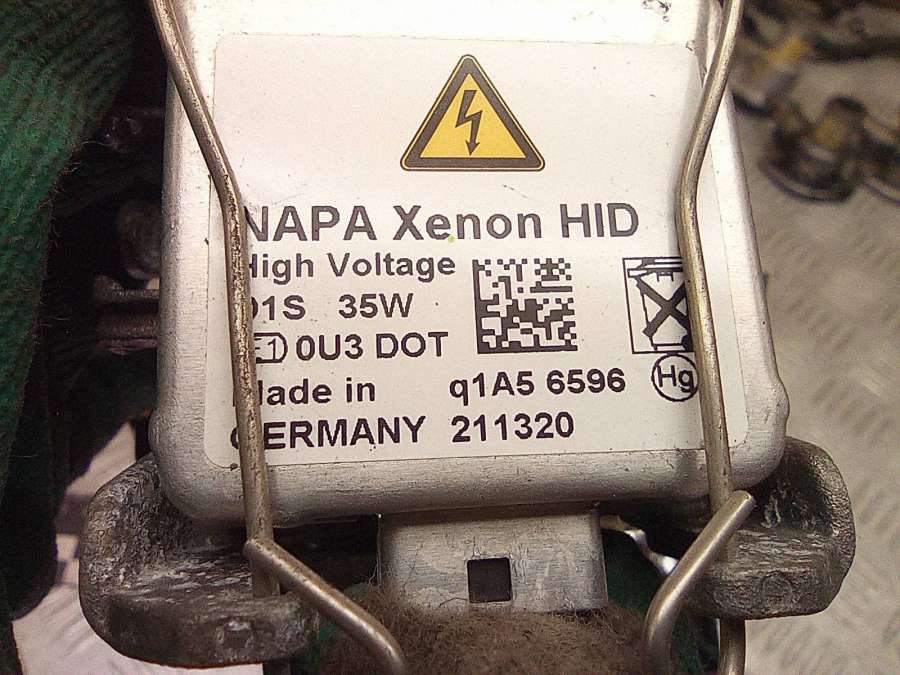 NAPA Xenon HID
High Voltage
D1S 35W
E1 0U3 DOT
Made in q1A5 6596 Hg
GERMANY 211320